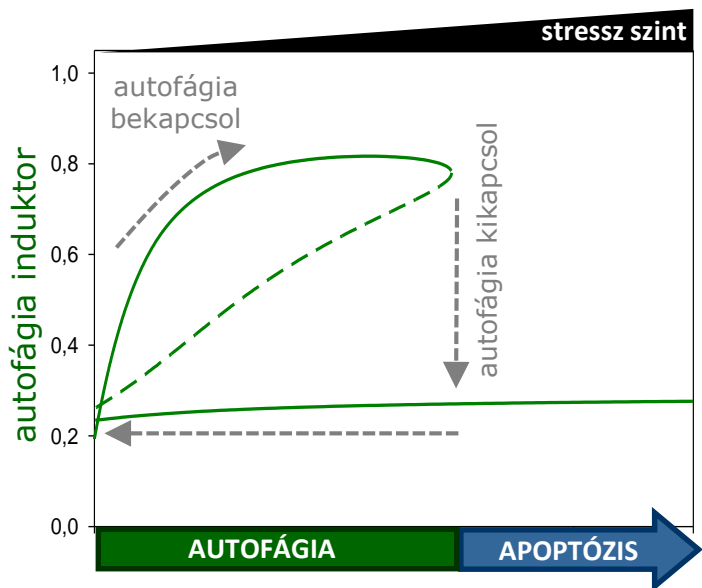 stressz szint
1,0
autofágia
bekapcsol
0,8
autofágia kikapcsol
autofágia induktor
0,6
0,4
0,2
0,0
AUTOFÁGIA
APOPTÓZIS